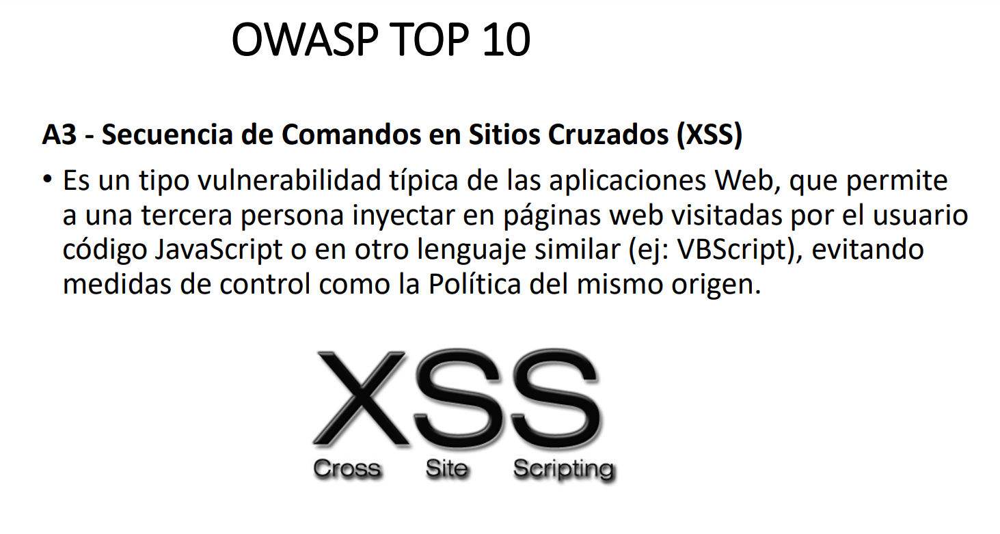 OWASP TOP 10
A3 - Secuencia de Comandos en Sitios Cruzados (XSS)
• Es un tipo vulnerabilidad típica de las aplicaciones Web, que permite
a una tercera persona inyectar en páginas web visitadas por el usuario
código JavaScript o en otro lenguaje similar (ej: VBScript), evitando
medidas de control como la Política del mismo origen.
XSS
Cross Site Scripting